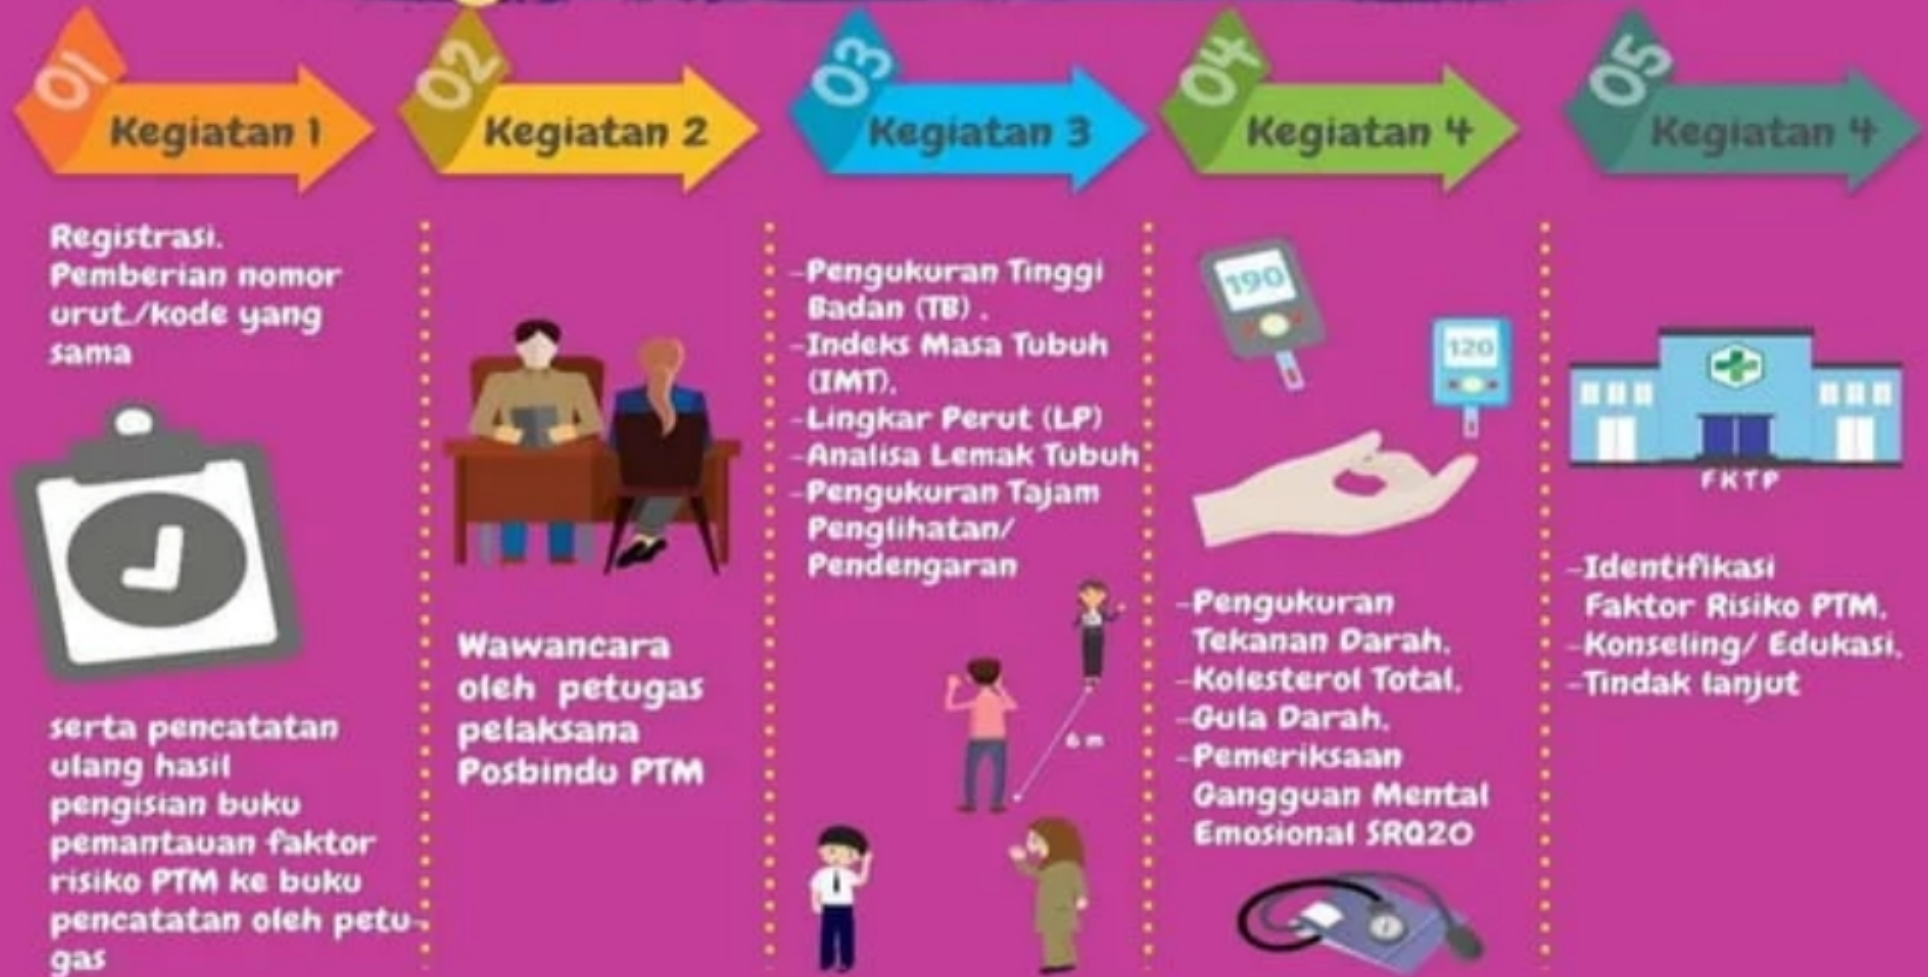 01
Kegiatan 1
Registrasi.
Pemberian nomor
urut./kode yang
sama
serta pencatatan
ulang hasil
pengisian buku
pemantauan faktor
risiko PTM ke buku
pencatatan oleh petu-
gas
02
Kegiatan 2
Wawancara
oleh petugas
pelaksana
Posbindu PTM
03
Kegiatan 3
-Pengukuran Tinggi
Badan (TB) .
-Indeks Masa Tubuh
(IMT).
-Lingkar Perut (LP)
-Analisa Lemak Tubuh
-Pengukuran Tajam
Penglihatan/
Pendengaran
6 m
04
Kegiatan 4
190
120
-Pengukuran
Tekanan Darah.
-Kolesterol Total.
-Gula Darah.
-Pemeriksaan
Gangguan Mental
Emosional SRQ20
05
Kegiatan 4
FKTP
-Identifikasi
Faktor Risiko PTM.
-Konseling/ Edukasi.
-Tindak lanjut